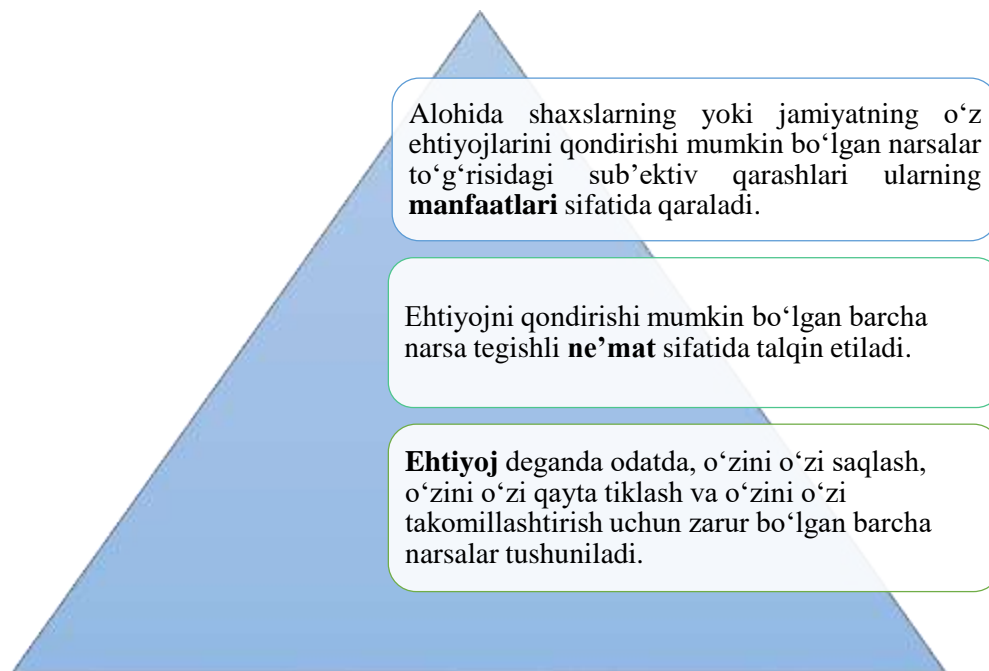 Alohida shaxslarning yoki jamiyatning o‘z
ehtiyojlarini qondirishi mumkin bo‘lgan narsalar
to‘g‘risidagi sub’ektiv qarashlari ularning
manfaatlari sifatida qaraladi.
Ehtiyojni qondirishi mumkin bo‘lgan barcha
narsa tegishli ne’mat sifatida talqin etiladi.
Ehtiyoj deganda odatda, o‘zini o‘zi saqlash,
o‘zini o‘zi qayta tiklash va o‘zini o‘zi
takomillashtirish uchun zarur bo‘lgan barcha
narsalar tushuniladi.